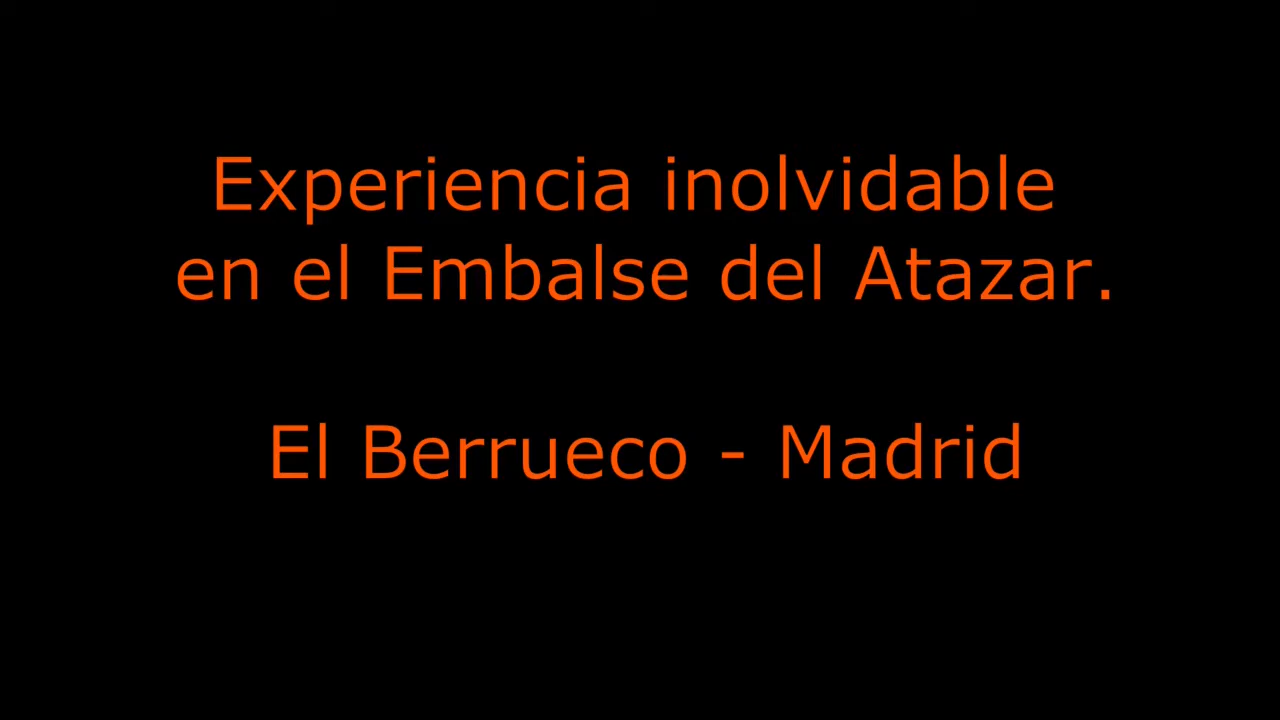 Experiencia inolvidable
en el Embalse del Atazar.
El Berrueco - Madrid